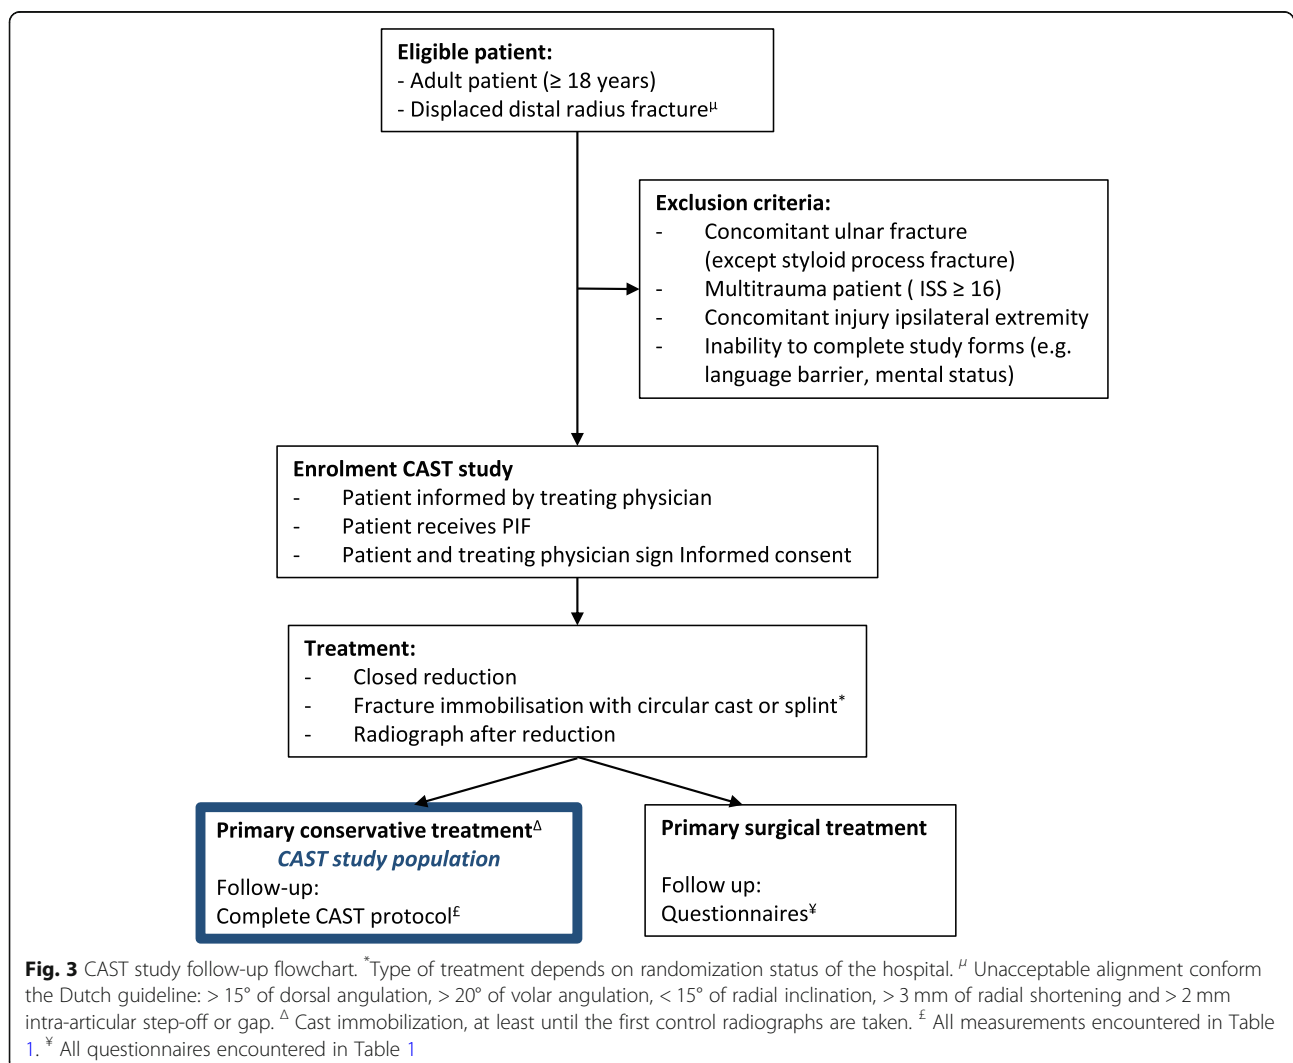 Eligible patient:
- Adult patient (≥ 18 years)
- Displaced distal radius fractureµ
Exclusion criteria:
- Concomitant ulnar fracture
(except styloid process fracture)
- Multitrauma patient ( ISS ≥ 16)
- Concomitant injury ipsilateral extremity
- Inability to complete study forms (e.g.
language barrier, mental status)
Enrolment CAST study
- Patient informed by treating physician
- Patient receives PIF
- Patient and treating physician sign Informed consent
Treatment:
- Closed reduction
- Fracture immobilisation with circular cast or splint*
- Radiograph after reduction
Primary conservative treatmentΔ
CAST study population
Follow-up:
Complete CAST protocol£
Primary surgical treatment
Follow up:
Questionnaires¥
Fig. 3 CAST study follow-up flowchart. *Type of treatment depends on randomization status of the hospital. µ Unacceptable alignment conform
the Dutch guideline: > 15° of dorsal angulation, > 20° of volar angulation, < 15° of radial inclination, > 3 mm of radial shortening and > 2 mm
intra-articular step-off or gap. Δ Cast immobilization, at least until the first control radiographs are taken. £ All measurements encountered in Table
1. ¥ All questionnaires encountered in Table 1